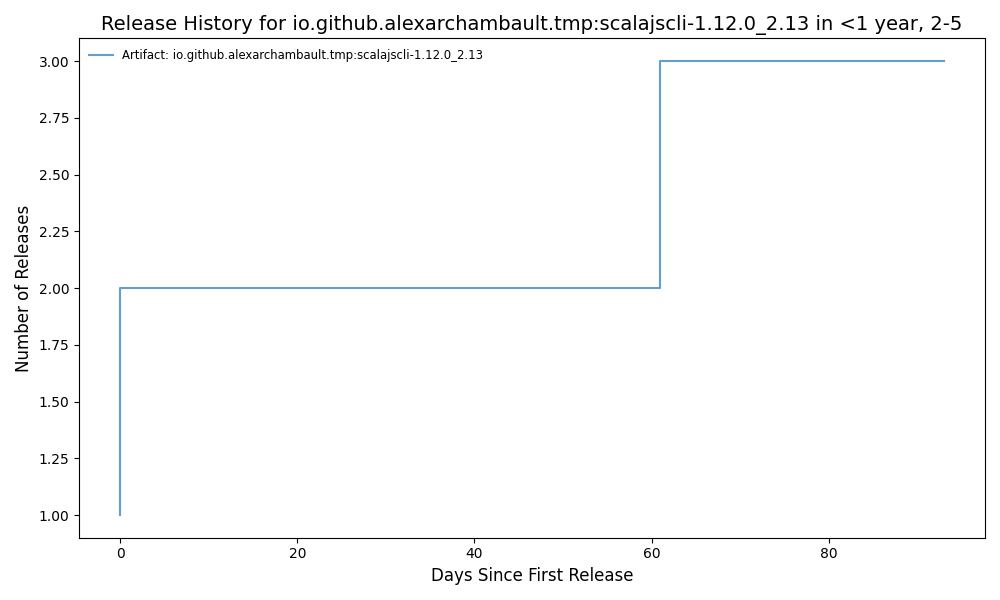 Release History for io.github.alexarchambault.tmp:scalajscli-1.12.0_2.13 in <1 year, 2-5
Artifact: io.github.alexarchambault.tmp:scalajscli-1.12.0_2.13
Number of Releases
3.00
2.75
2.50
2.25
2.00
1.75
1.50
1.25
1.00
0 20 40 60 80
Days Since First Release